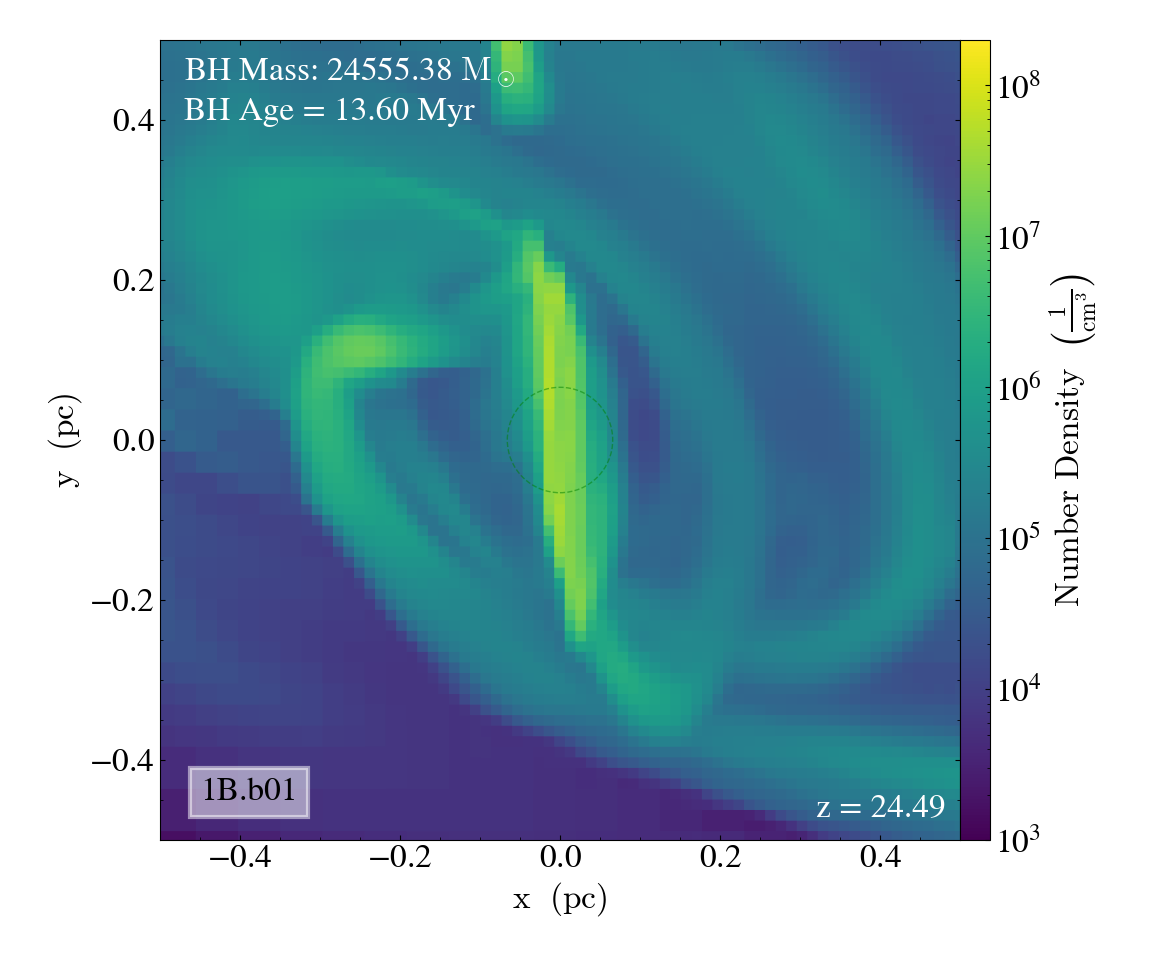 BH Mass: 24555.38 M⊙
BH Age = 13.60 Myr
1B.b01
z = 24.49
y (pc)
0.4
0.2
0.0
−0.2
−0.4
−0.4 −0.2 0.0 0.2 0.4
x (pc)
10⁸
10⁷
10⁶
10⁵
10⁴
10³
Number Density (1/cm³)